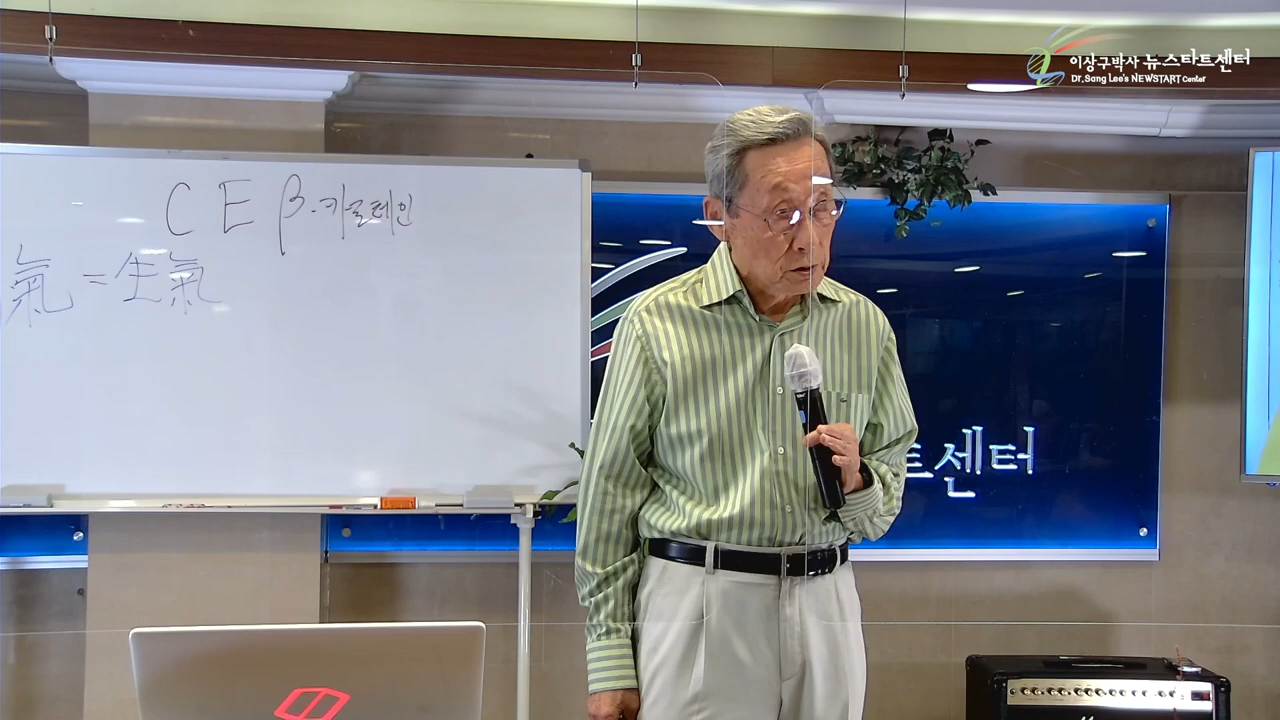 이상구박사 뉴스타트센터
Dr. Sang Lee's NEWSTART Center
C E β-카로테인
氣 = 生氣
트센터